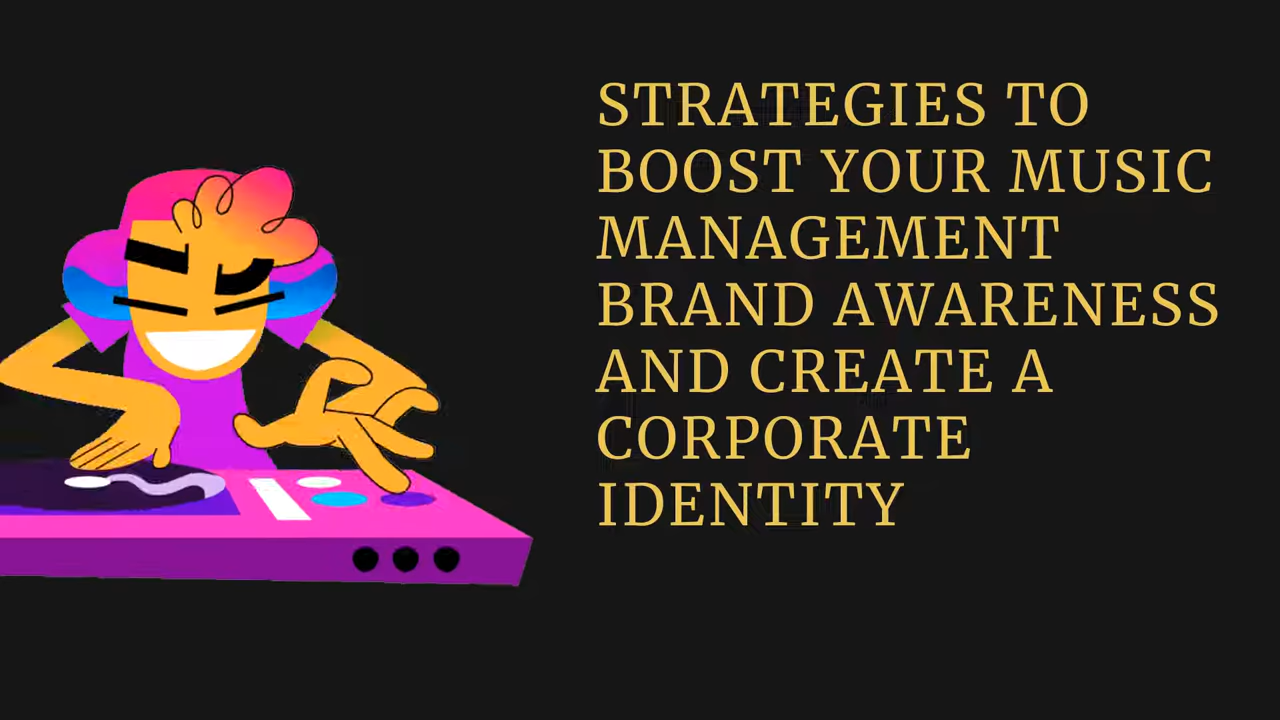 STRATEGIES TO
BOOST YOUR MUSIC
MANAGEMENT
BRAND AWARENESS
AND CREATE A
CORPORATE
IDENTITY